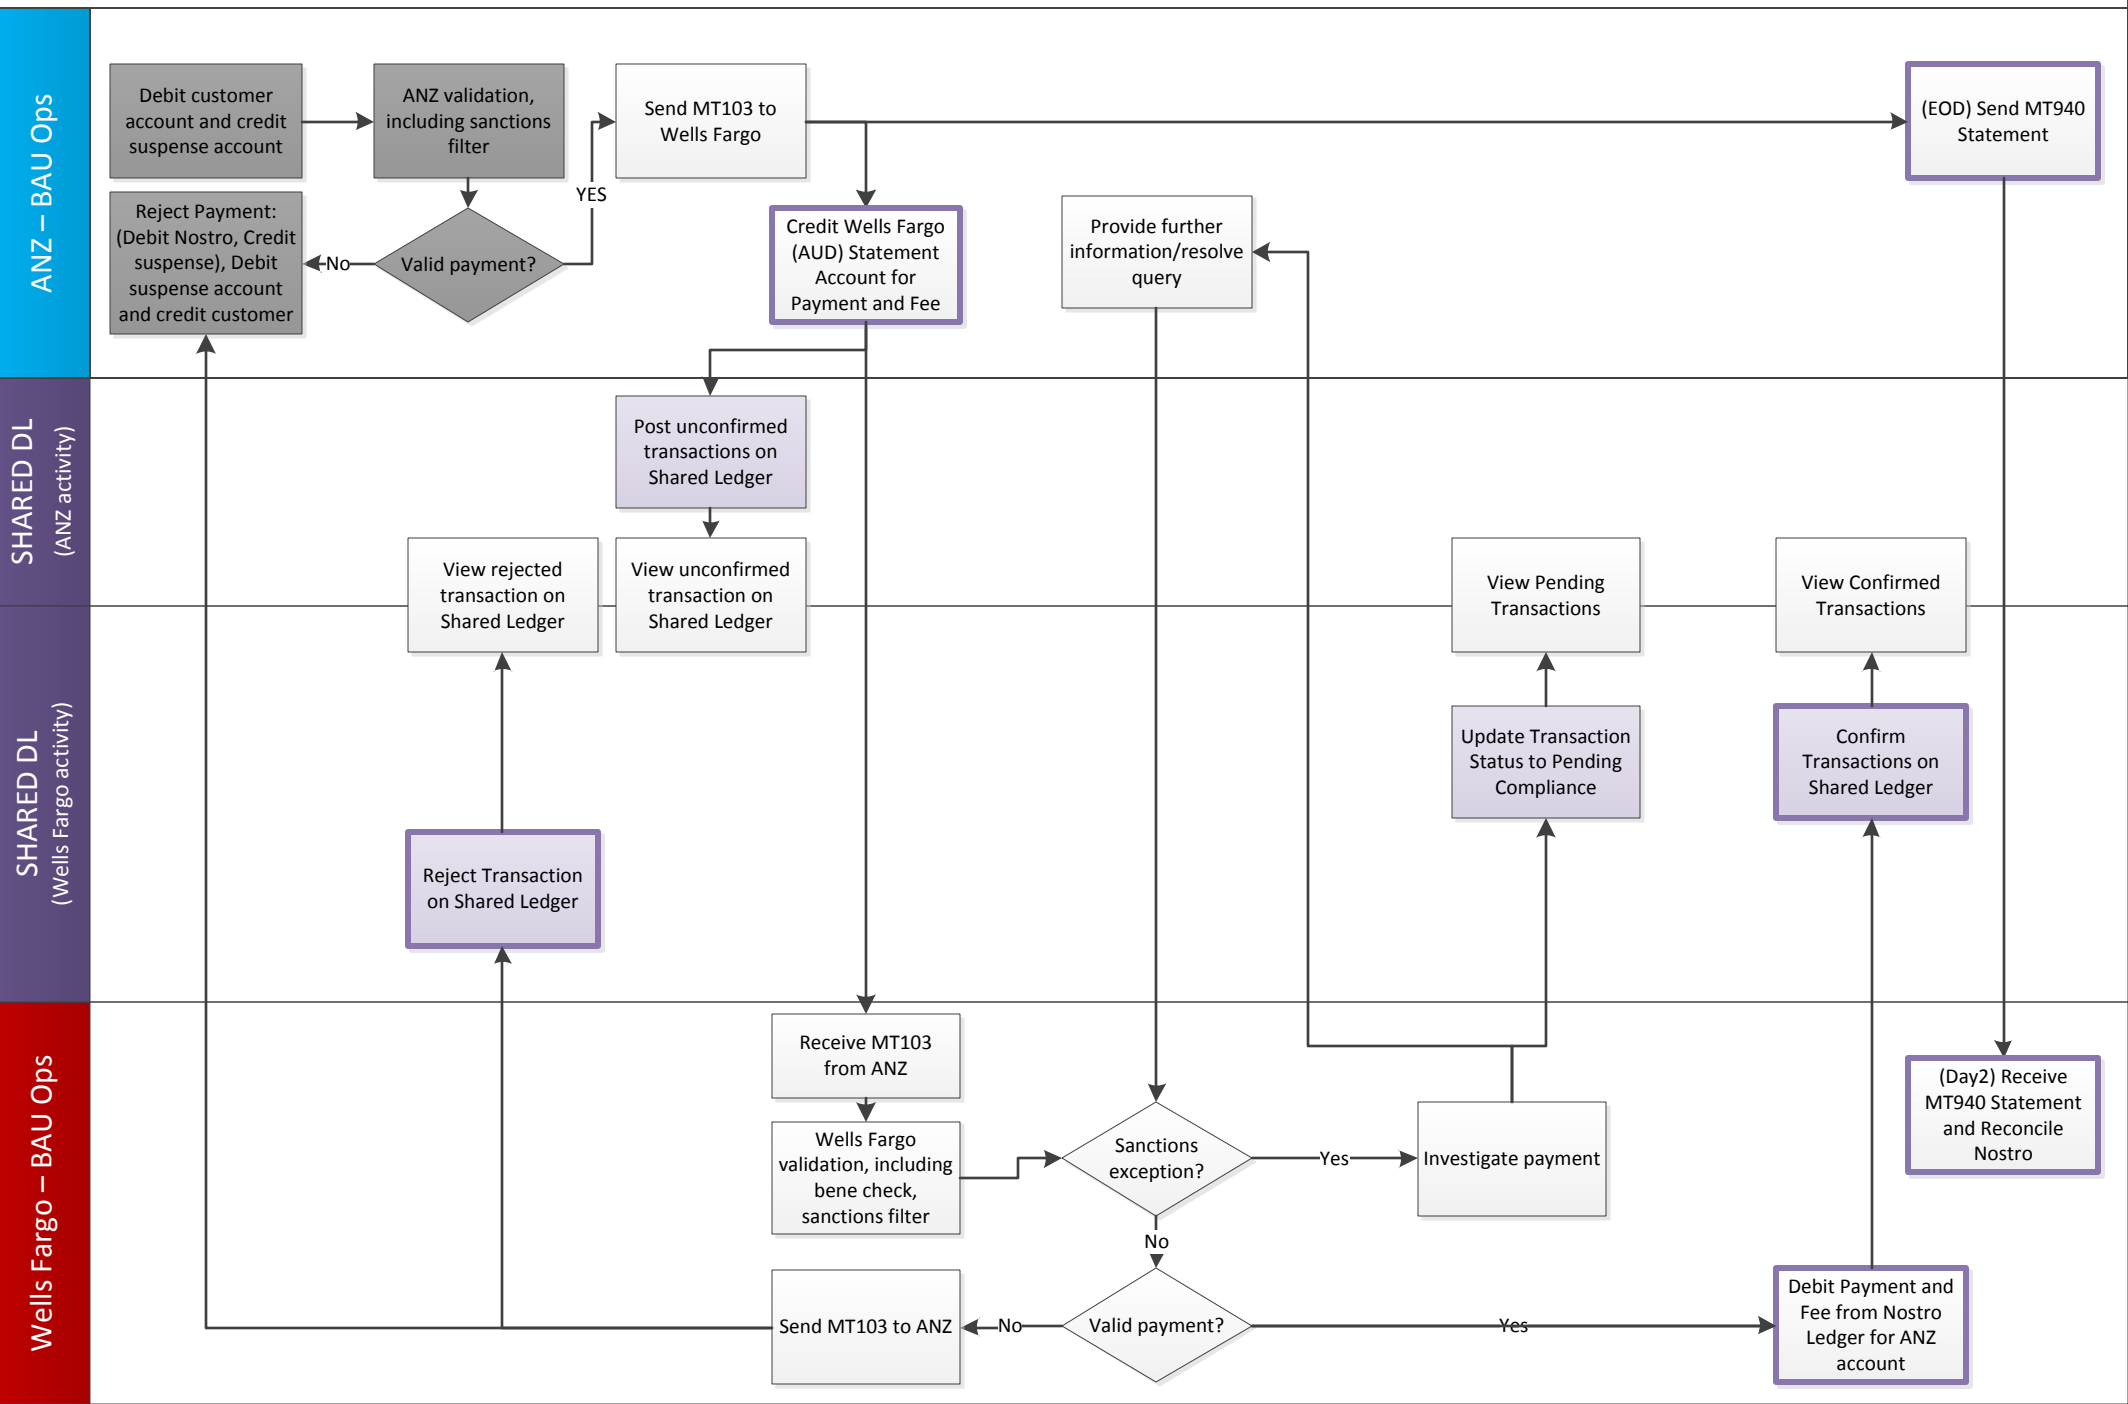 ANZ – BAU Ops
Debit customer
account and credit
suspense account
ANZ validation,
including sanctions
filter
YES
Send MT103 to
Wells Fargo
(EOD) Send MT940
Statement
Reject Payment:
(Debit Nostro, Credit
suspense), Debit
suspense account
and credit customer
No
Valid payment?
Credit Wells Fargo
(AUD) Statement
Account for
Payment and Fee
Provide further
information/resolve
query
SHARED DL
(ANZ activity)
Post unconfirmed
transactions on
Shared Ledger
View rejected
transaction on
Shared Ledger
View unconfirmed
transaction on
Shared Ledger
View Pending
Transactions
View Confirmed
Transactions
SHARED DL
(Wells Fargo activity)
Update Transaction
Status to Pending
Compliance
Confirm
Transactions on
Shared Ledger
Reject Transaction
on Shared Ledger
Wells Fargo – BAU Ops
Receive MT103
from ANZ
Wells Fargo
validation, including
bene check,
sanctions filter
Sanctions
exception?
Yes
Investigate payment
(Day2) Receive
MT940 Statement
and Reconcile
Nostro
No
Send MT103 to ANZ
No
Valid payment?
Yes
Debit Payment and
Fee from Nostro
Ledger for ANZ
account